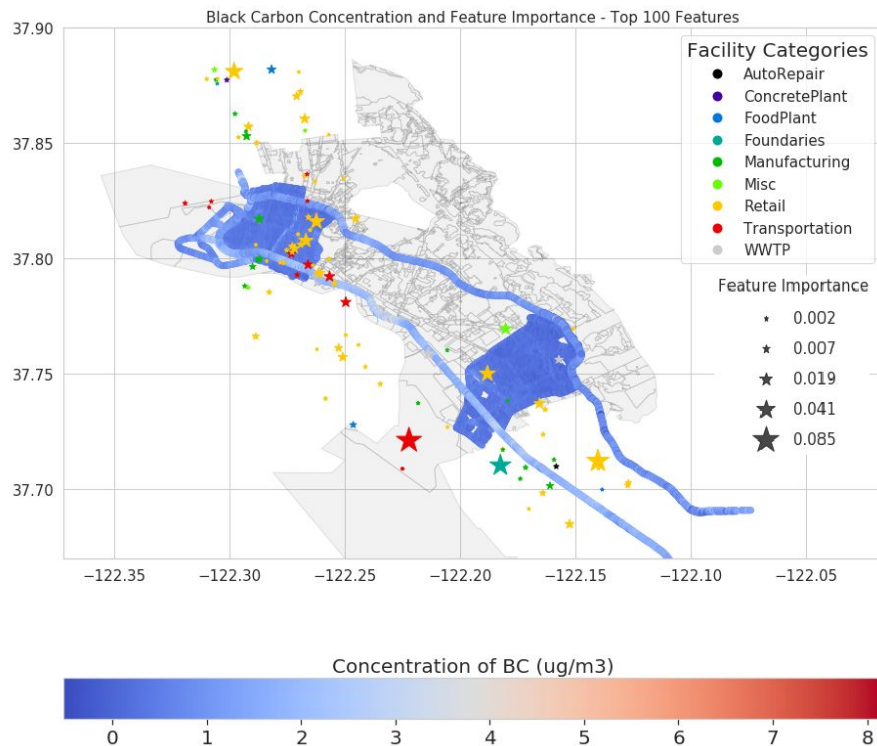 Black Carbon Concentration and Feature Importance - Top 100 Features
37.90
37.85
37.80
37.75
37.70
−122.35
−122.30
−122.25
−122.20
−122.15
−122.10
−122.05
Facility Categories
AutoRepair
ConcretePlant
FoodPlant
Foundaries
Manufacturing
Misc
Retail
Transportation
WWTP
Feature Importance
0.002
0.007
0.019
0.041
0.085
Concentration of BC (ug/m3)
0
1
2
3
4
5
6
7
8